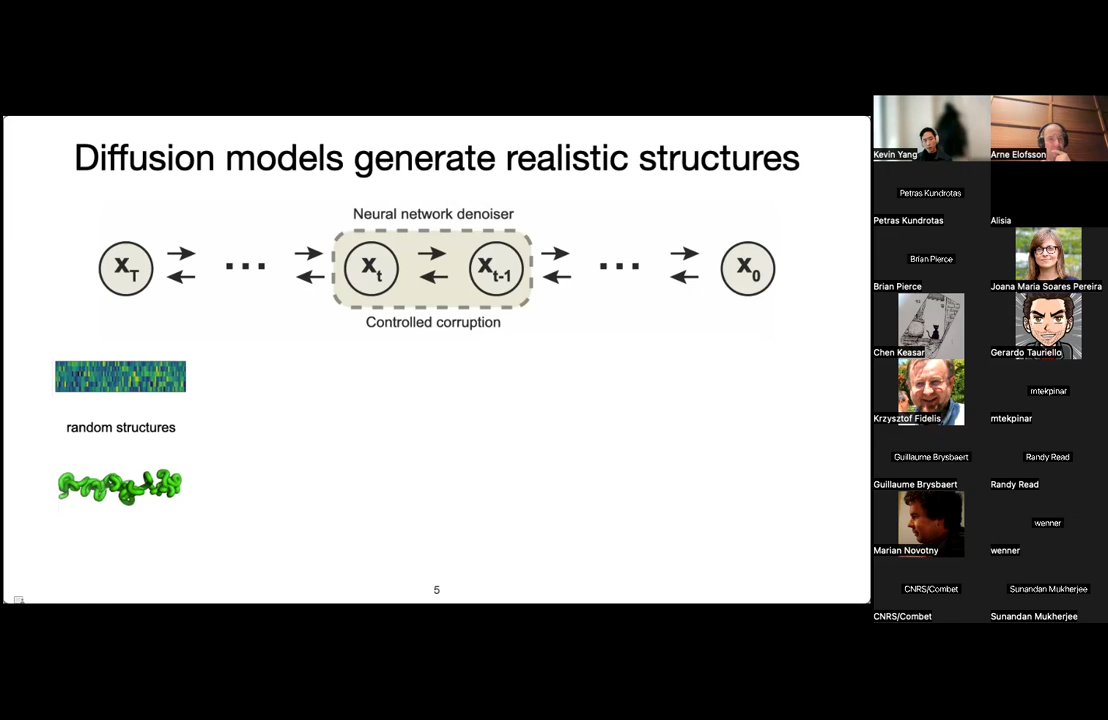 Diffusion models generate realistic structures
Neural network denoiser
xT
...
xt
xt-1
...
x0
Controlled corruption
random structures
5
Kevin Yang
Arne Elofsson
Petras Kundrotas
Petras Kundrotas
Alisia
Brian Pierce
Brian Pierce
Joana Maria Soares Pereira
Chen Keasar
Gerardo Tauriello
Krzysztof Fidelis
mtekpinar
mtekpinar
Guillaume Brysbaert
Guillaume Brysbaert
Randy Read
Randy Read
Marian Novotny
wenner
wenner
CNRS/Combet
CNRS/Combet
Sunandan Mukherjee
Sunandan Mukherjee